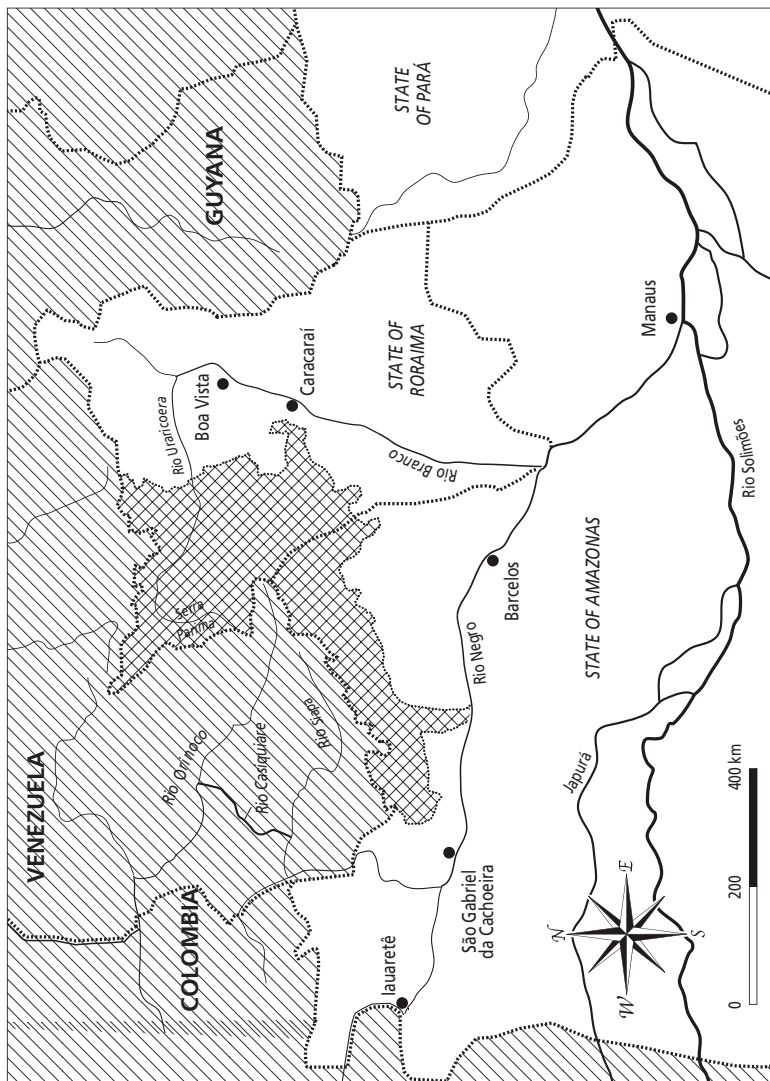 VENEZUELA
COLOMBIA
GUYANA
STATE
OF PARÁ
Rio Uraricoera
Boa Vista
Caracaraí
STATE OF
RORAIMA
Rio Branco
Serra
Parima
Rio Orinoco
Rio Casiquiare
Rio Siapa
Iauaretê
São Gabriel
da Cachoeira
Rio Negro
Barcelos
Manaus
STATE OF AMAZONAS
Rio Solimões
Japurá
N
E
S
W
0
200
400 km